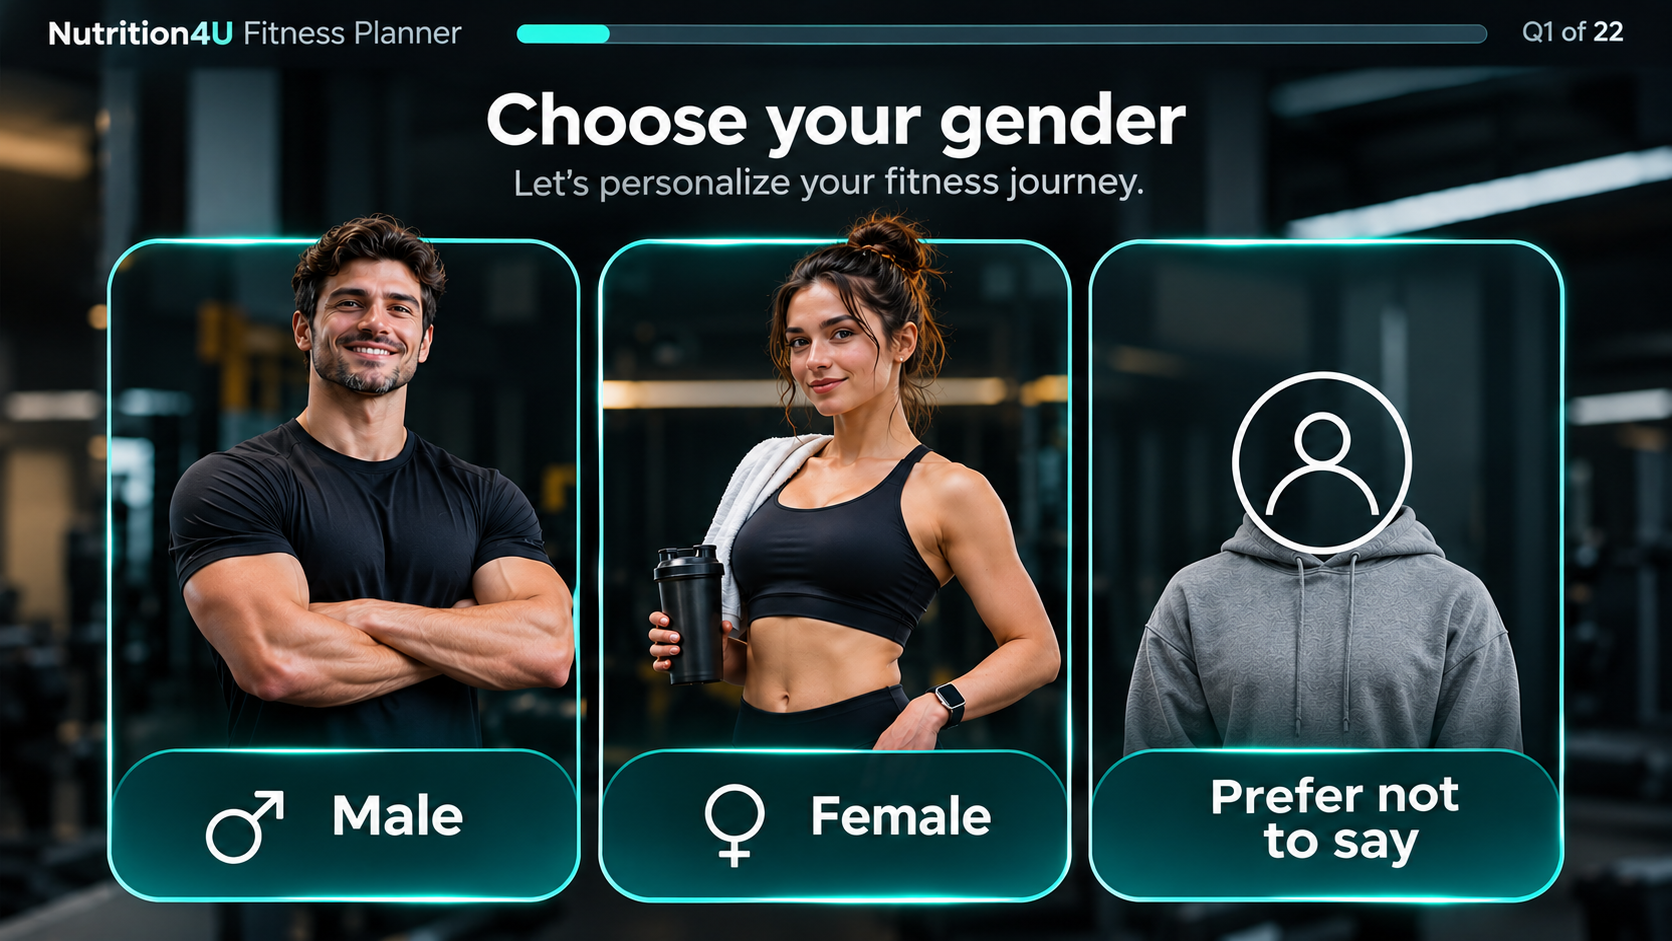 Nutrition4U Fitness Planner
Q1 of 22
Choose your gender
Let's personalize your fitness journey.
Male
Female
Prefer not
to say